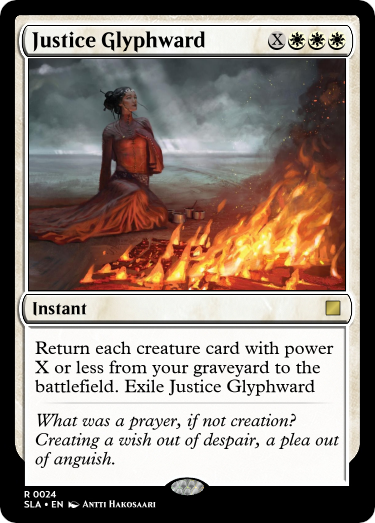 Justice Glyphward X
Instant
Return each creature card with power
X or less from your graveyard to the
battlefield. Exile Justice Glyphward
What was a prayer, if not creation?
Creating a wish out of despair, a plea out
of anguish.
R 0024
SLA • EN Antti Hakosaari